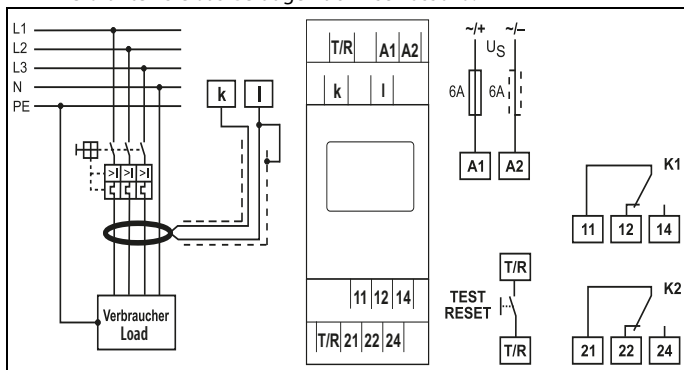 L1
L2
L3
N
PE
k l
>I >I >I
Verbraucher
Load
T/R A1 A2
k l
11 12 14
T/R 21 22 24
~/+ ~/–
US
6A 6A
A1 A2
T/R
TEST
RESET
T/R
K1
11 12 14
K2
21 22 24